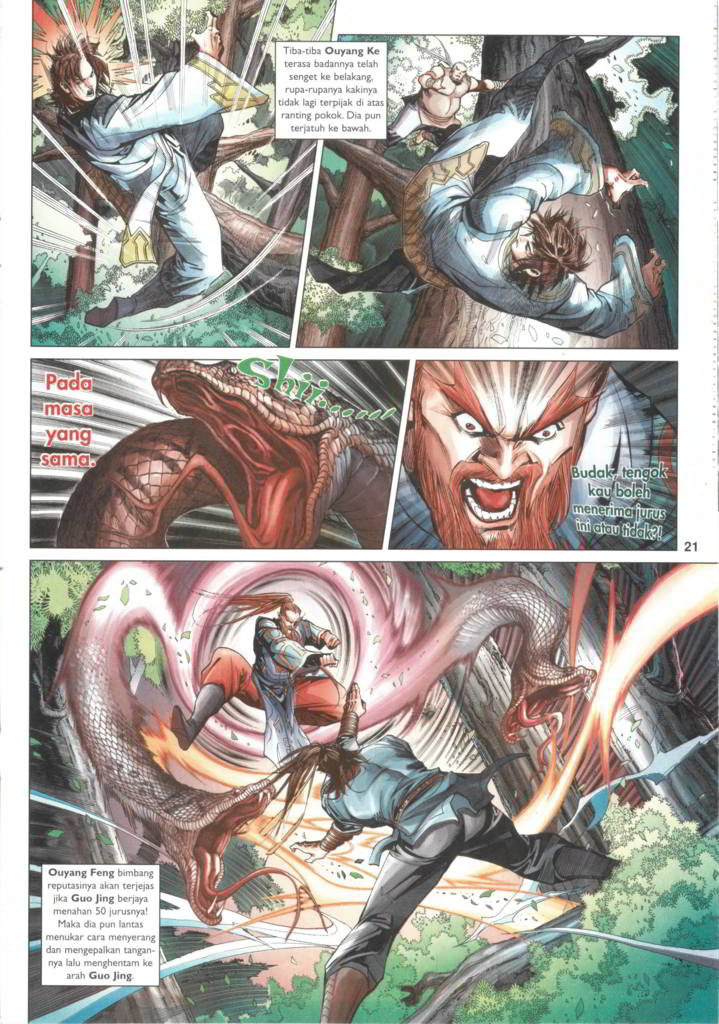 Tiba-tiba Ouyang Ke
terasa badannya telah
senget ke belakang,
rupa-rupanya kakinya
tidak lagi terpijak di atas
ranting pokok. Dia pun
terjatuh ke bawah.
Pada
masa
yang
sama.
Shii......
Budak, tengok
kau boleh
menerima jurus
ini atau tidak?!
21
Ouyang Feng bimbang
reputasinya akan terjejas
jika Guo Jing berjaya
menahan 50 jurusnya!
Maka dia pun lantas
menukar cara menyerang
dan mengepalkan tangan-
nya lalu menghentam ke
arah Guo Jing.